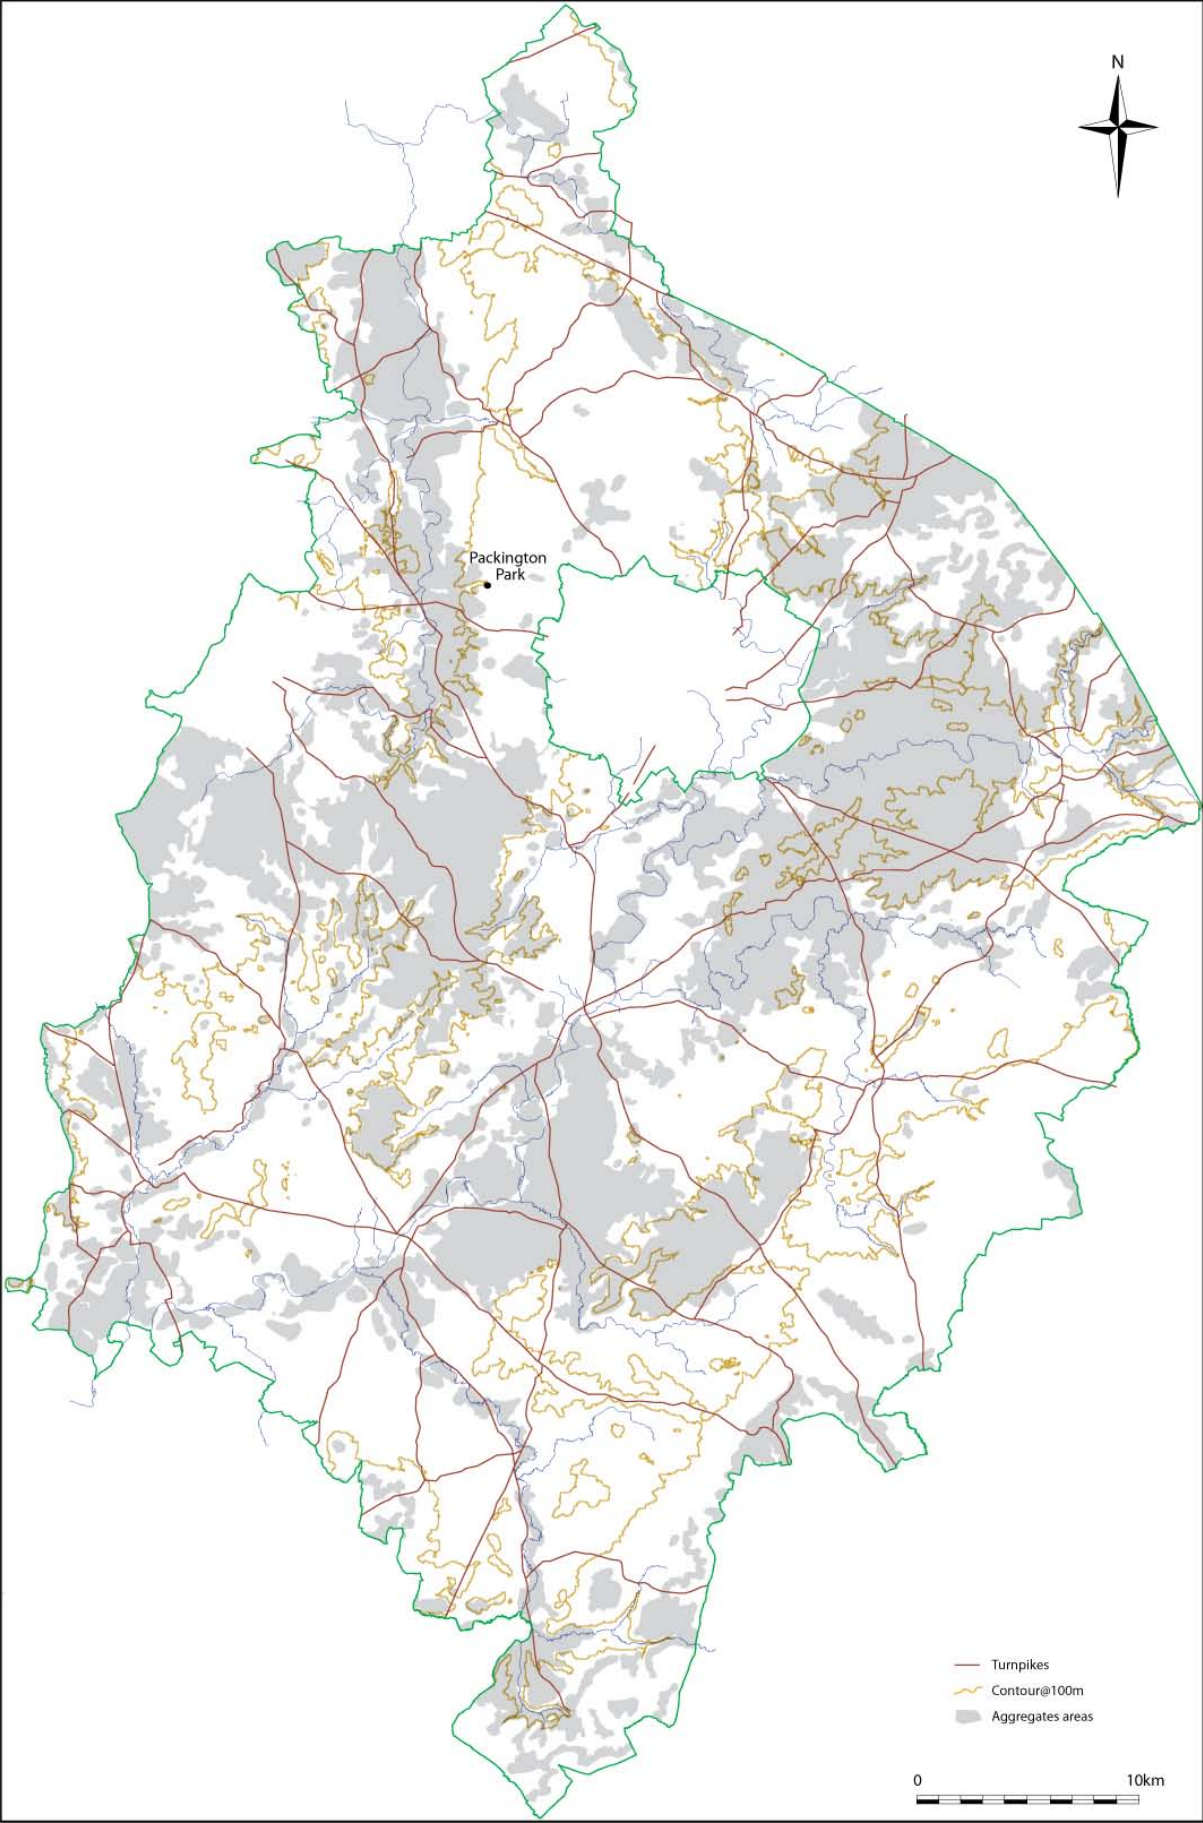 N
Packington
Park
Turnpikes
Contour@100m
Aggregates areas
0 10km